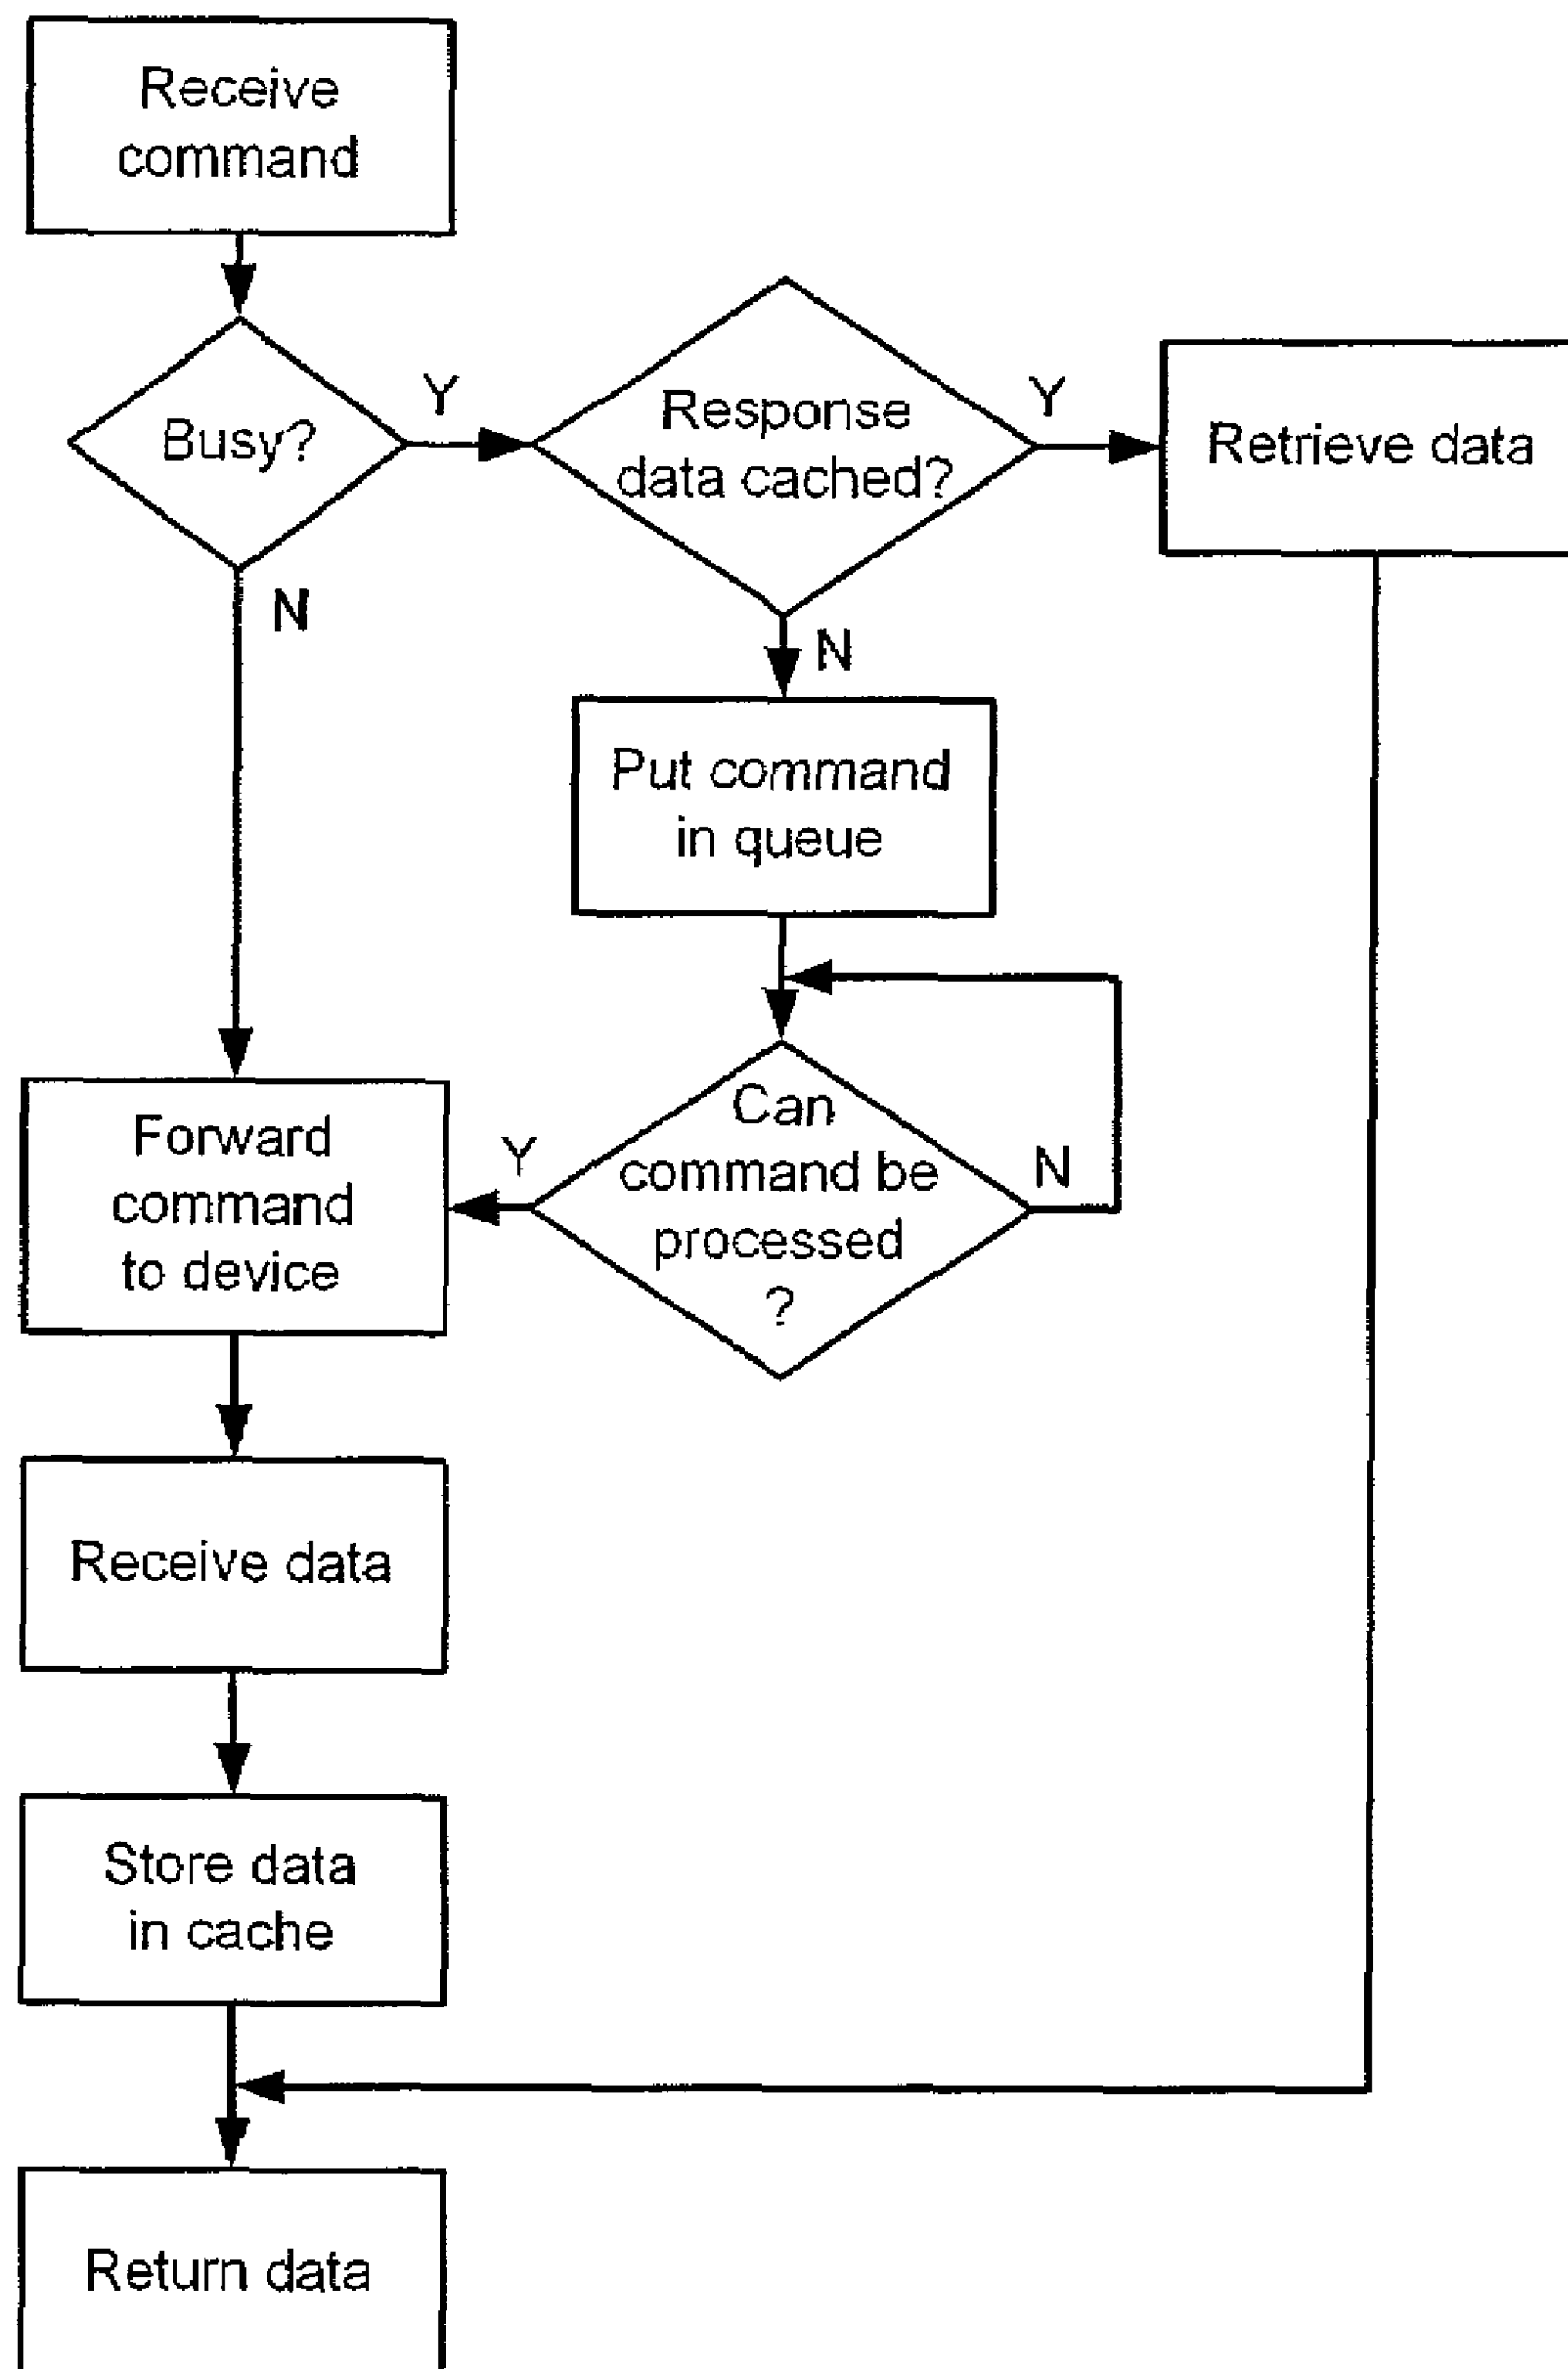 Receive
command
Busy?
Y
Response
data cached?
Y
Retrieve data
N
N
Put command
in queue
Can
command be
processed
?
Y
N
Forward
command
to device
Receive data
Store data
in cache
Return data